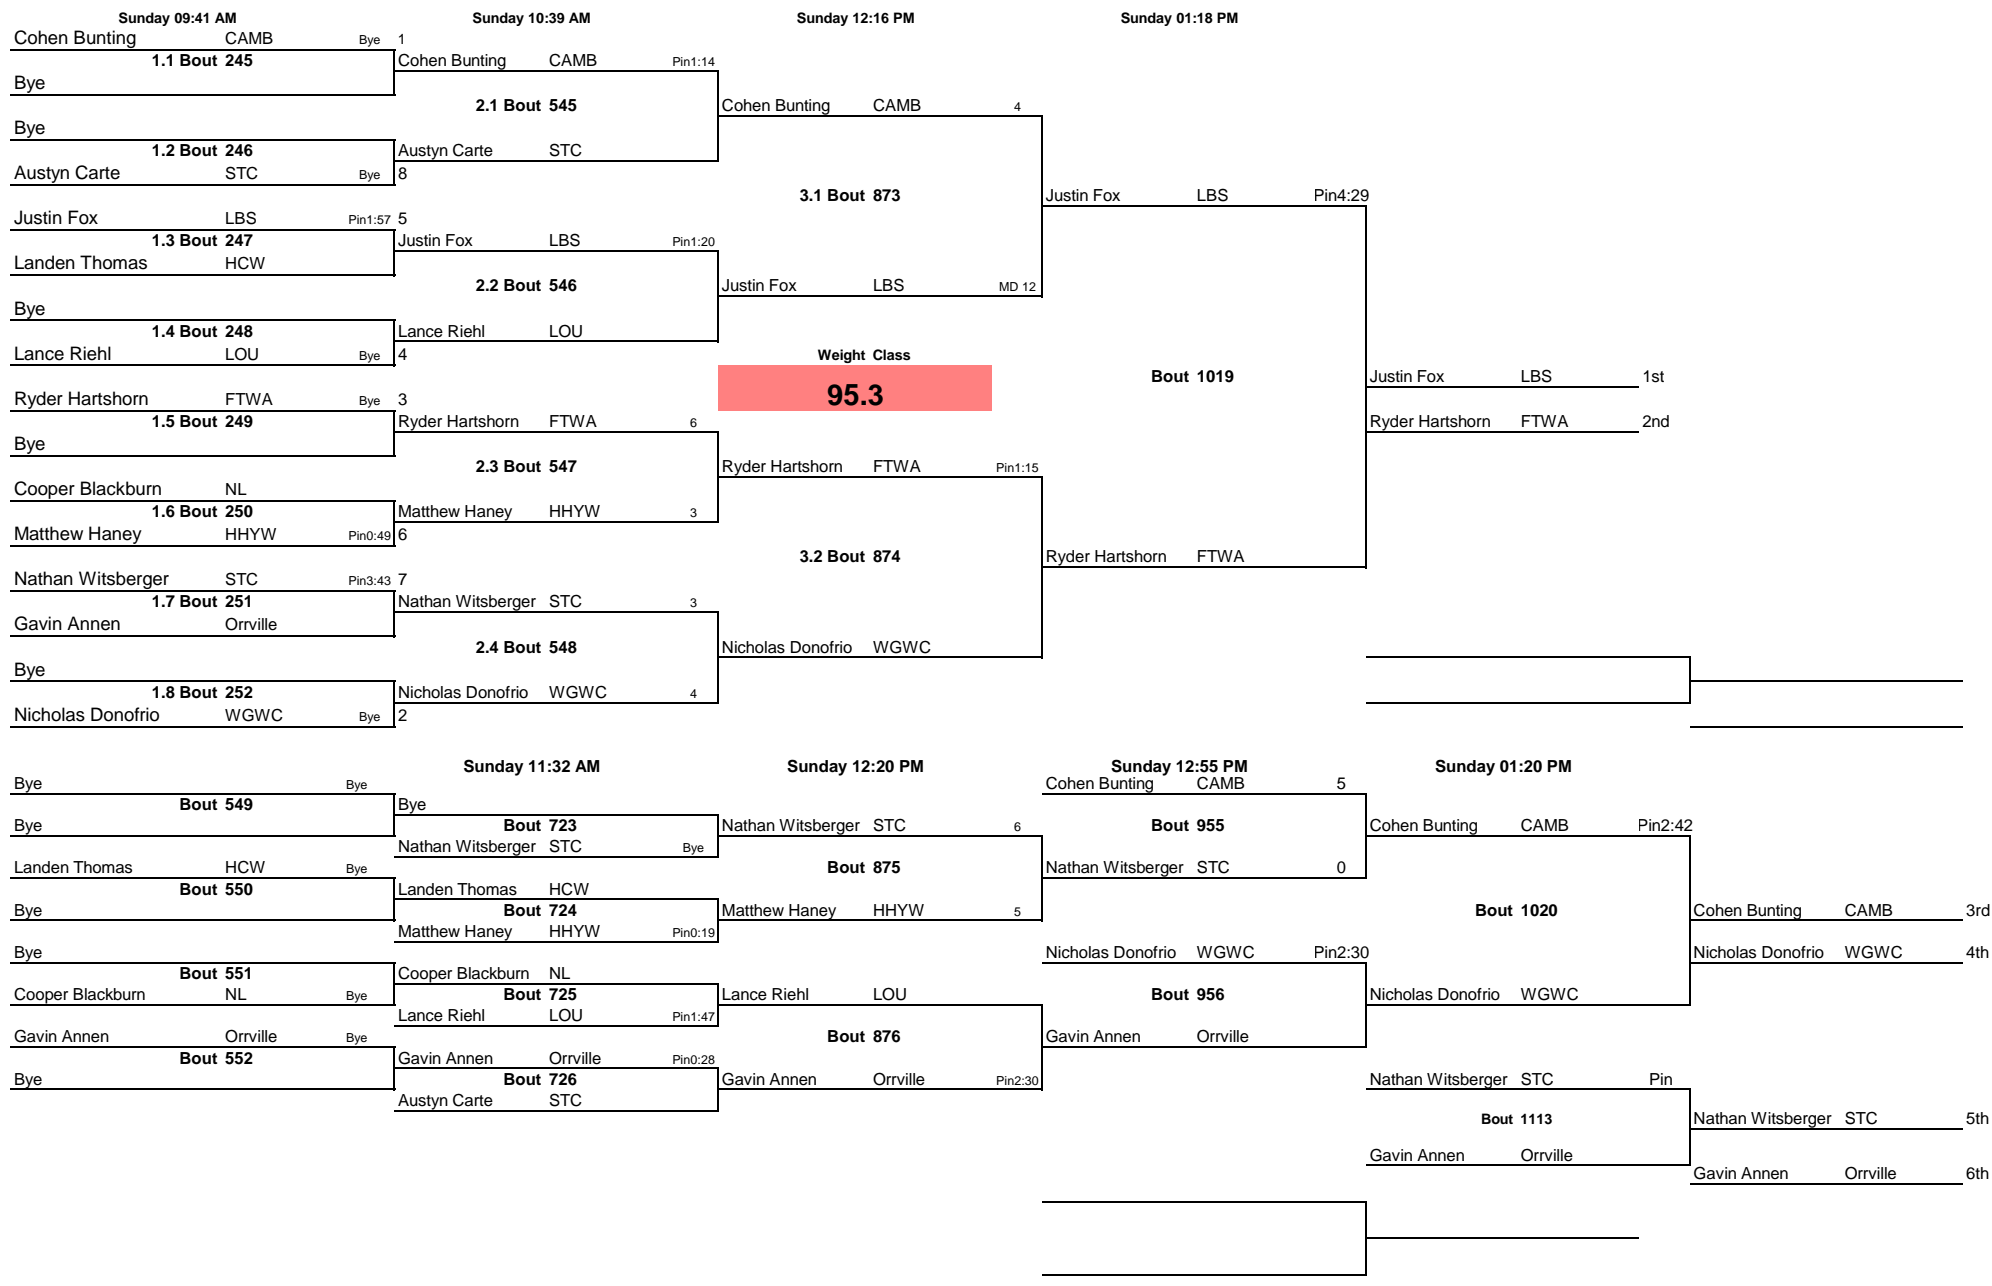 Sunday 09:41 AM Sunday 10:39 AM Sunday 12:16 PM Sunday 01:18 PM
Cohen Bunting CAMB Bye 1
1.1 Bout 245 Cohen Bunting CAMB Pin1:14
Bye
2.1 Bout 545 Cohen Bunting CAMB 4
Bye
1.2 Bout 246 Austyn Carte STC
Austyn Carte STC Bye 8
3.1 Bout 873 Justin Fox LBS Pin4:29
Justin Fox LBS Pin1:57 5
1.3 Bout 247 Justin Fox LBS Pin1:20
Landen Thomas HCW
2.2 Bout 546 Justin Fox LBS MD 12
Bye
1.4 Bout 248 Lance Riehl LOU
Lance Riehl LOU Bye 4 Weight Class
Bout 1019 Justin Fox LBS 1st
Ryder Hartshorn FTWA Bye 3 95.3
1.5 Bout 249 Ryder Hartshorn FTWA 6 Ryder Hartshorn FTWA 2nd
Bye
2.3 Bout 547 Ryder Hartshorn FTWA Pin1:15
Cooper Blackburn NL
1.6 Bout 250 Matthew Haney HHYW 3
Matthew Haney HHYW Pin0:49 6
3.2 Bout 874 Ryder Hartshorn FTWA
Nathan Witsberger STC Pin3:43 7
1.7 Bout 251 Nathan Witsberger STC 3
Gavin Annen Orrville
2.4 Bout 548 Nicholas Donofrio WGWC
Bye
1.8 Bout 252 Nicholas Donofrio WGWC 4
Nicholas Donofrio WGWC Bye 2
Sunday 11:32 AM Sunday 12:20 PM Sunday 12:55 PM Sunday 01:20 PM
Bye Bye Cohen Bunting CAMB 5
Bout 549 Bye
Bye Bout 723 Nathan Witsberger STC 6 Bout 955 Cohen Bunting CAMB Pin2:42
Nathan Witsberger STC Bye
Landen Thomas HCW Bye Bout 875 Nathan Witsberger STC 0
Bout 550 Landen Thomas HCW
Bye Bout 724 Matthew Haney HHYW 5 Bout 1020 Cohen Bunting CAMB 3rd
Matthew Haney HHYW Pin0:19
Bye Nicholas Donofrio WGWC Pin2:30 Nicholas Donofrio WGWC 4th
Bout 551 Cooper Blackburn NL
Cooper Blackburn NL Bye Bout 725 Lance Riehl LOU Bout 956 Nicholas Donofrio WGWC
Lance Riehl LOU Pin1:47
Gavin Annen Orrville Bye Bout 876 Gavin Annen Orrville
Bout 552 Gavin Annen Orrville Pin0:28
Bye Bout 726 Gavin Annen Orrville Pin2:30 Nathan Witsberger STC Pin
Austyn Carte STC
Bout 1113 Nathan Witsberger STC 5th
Gavin Annen Orrville
Gavin Annen Orrville 6th